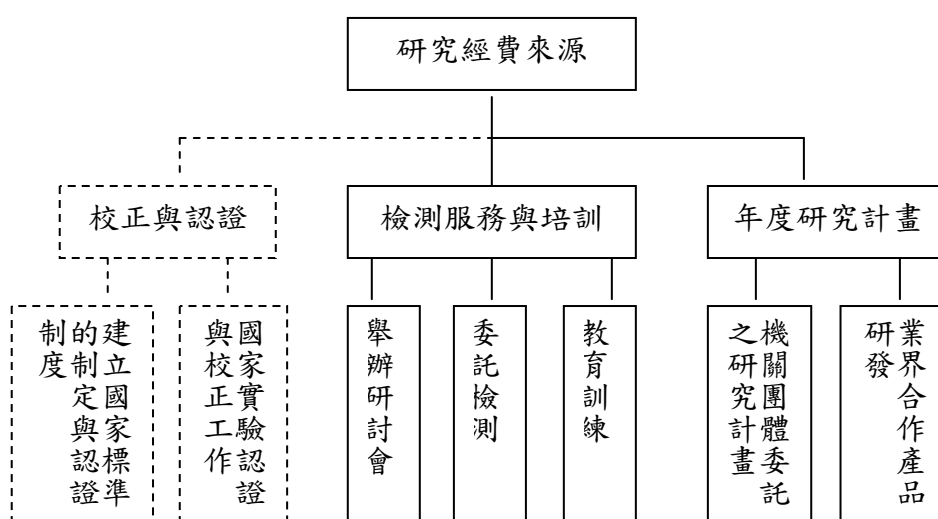 研究經費來源
校正與認證
檢測服務與培訓
年度研究計畫
建立國家標準
的制定與認證
制度
國家實驗認證
與校正工作
舉辦研討會
委託檢測
教育訓練
機關團體委託
之研究計畫
業界合作產品
研發